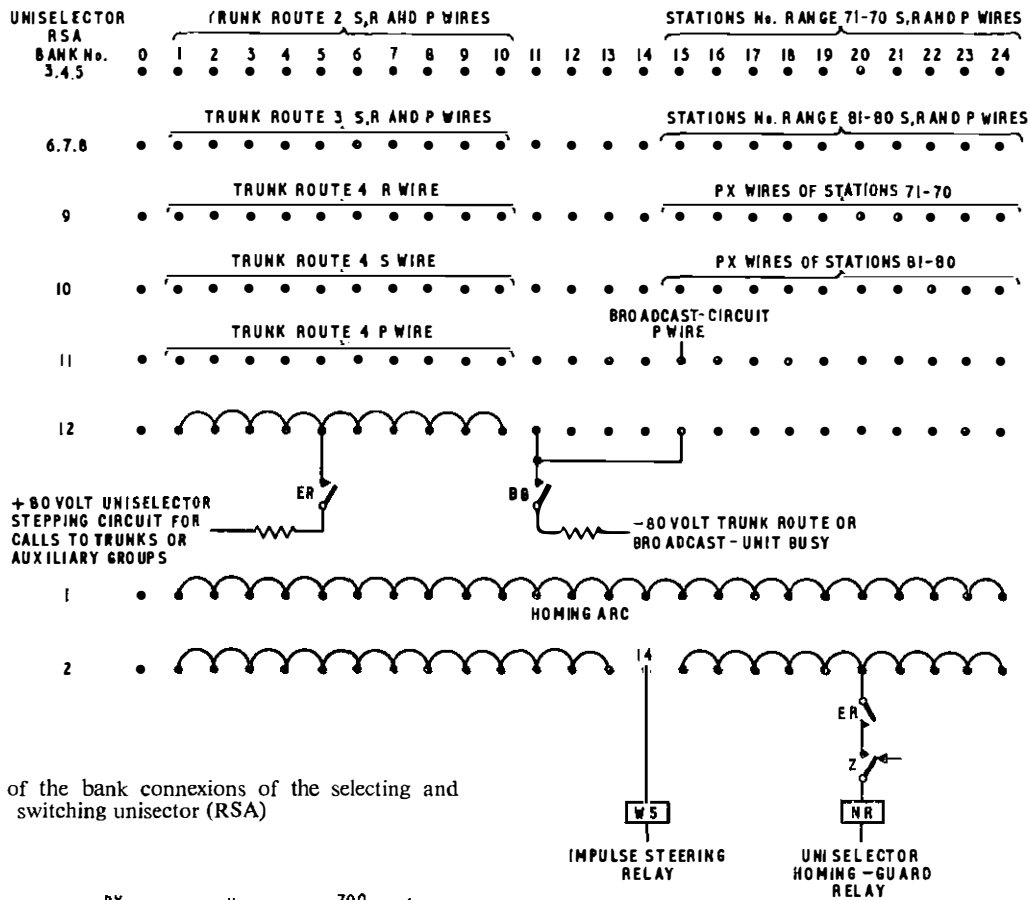 UNISELECTOR
RSA
BANK No.
TRUNK ROUTE 2 S,R AND P WIRES
STATIONS No. RANGE 71-70 S,R AND P WIRES
0 1 2 3 4 5 6 7 8 9 10 11 12 13 14 15 16 17 18 19 20 21 22 23 24
3.4.5
TRUNK ROUTE 3 S,R AND P WIRES
STATIONS No. RANGE 81-80 S,R AND P WIRES
6.7.8
TRUNK ROUTE 4 R WIRE
PX WIRES OF STATIONS 71-70
9
TRUNK ROUTE 4 S WIRE
PX WIRES OF STATIONS 81-80
10
BROADCAST-CIRCUIT
P WIRE
TRUNK ROUTE 4 P WIRE
11
12
ER
BB
+80 VOLT UNISELECTOR
STEPPING CIRCUIT FOR
CALLS TO TRUNKS OR
AUXILIARY GROUPS
-80 VOLT TRUNK ROUTE OR
BROADCAST-UNIT BUSY
1
HOMING ARC
2
14
ER
Z
of the bank connexions of the selecting and
switching unisector (RSA)
WS
NR
IMPULSE STEERING
RELAY
UNISELECTOR
HOMING-GUARD
RELAY